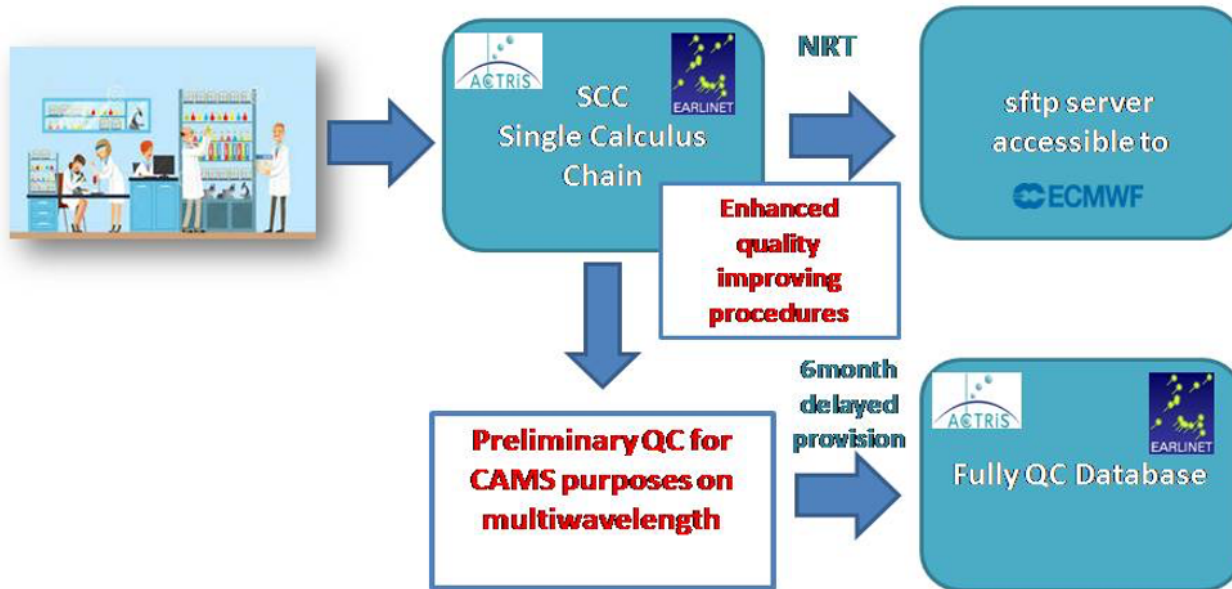 ACTRIS
EARLINET
SCC
Single Calculus
Chain
NRT
sftp server
accessible to
ECMWF
Enhanced
quality
improving
procedures
Preliminary QC for
CAMS purposes on
multiwavelength
6month
delayed
provision
ACTRIS
EARLINET
Fully QC Database